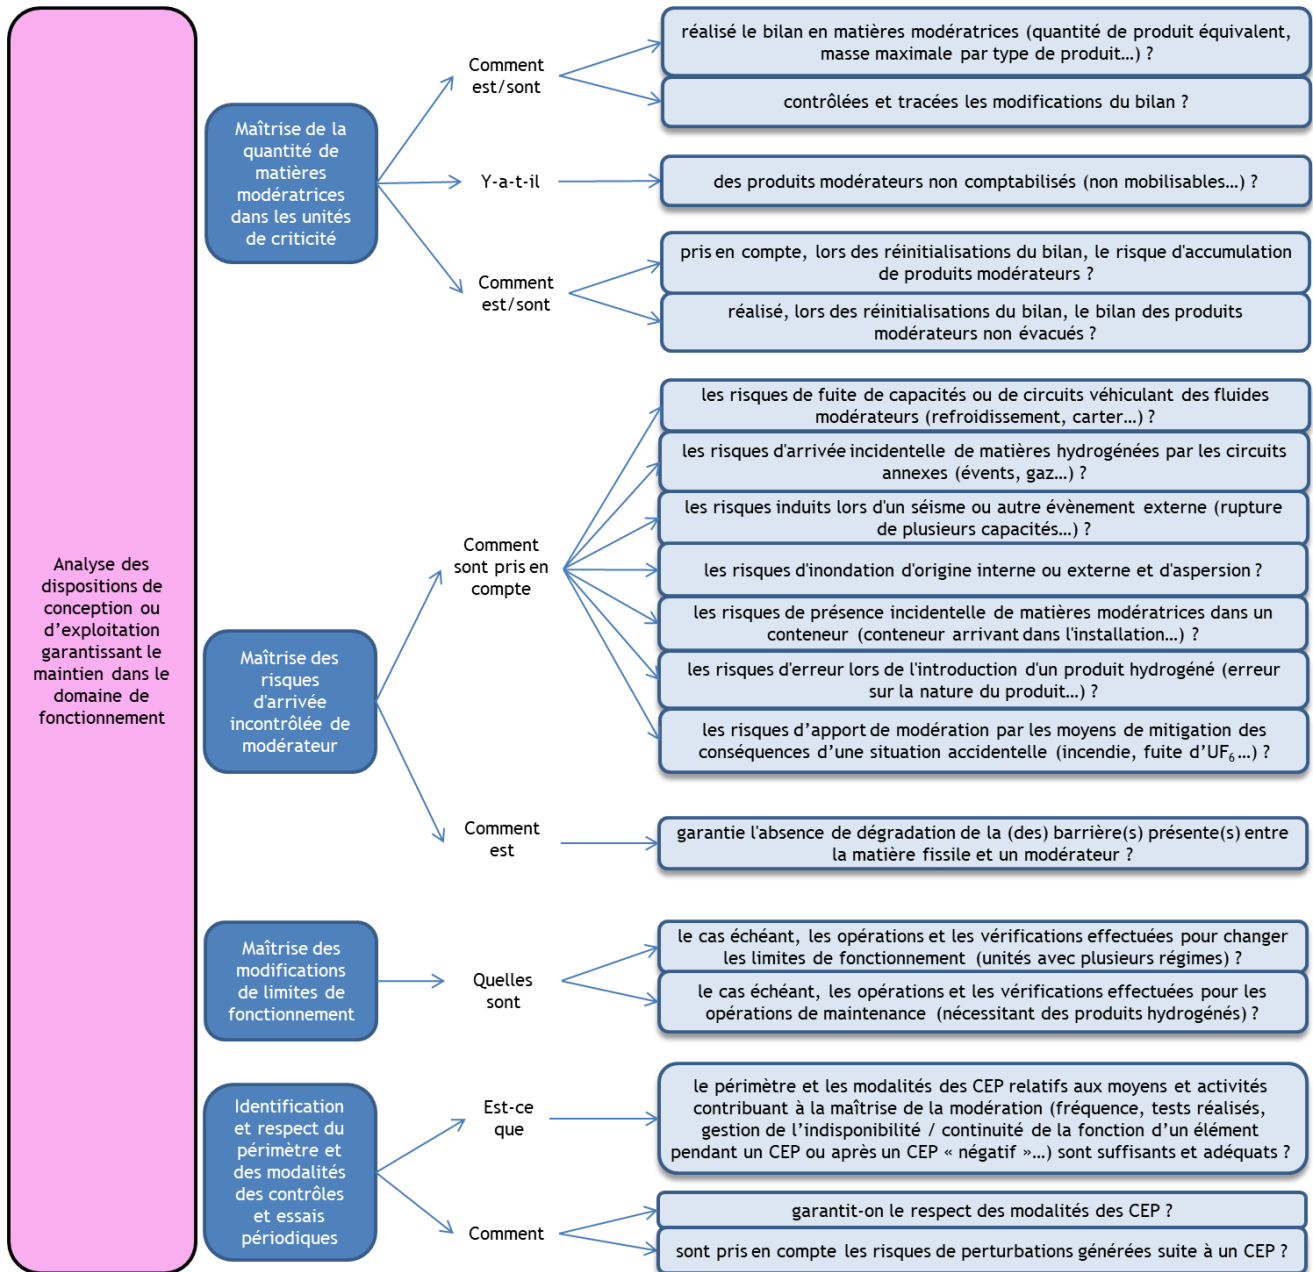 Analyse des
dispositions de
conception ou
d’exploitation
garantissant le
maintien dans le
domaine de
fonctionnement
Maîtrise de la
quantité de
matières
modératrices
dans les unités
de criticité
Comment
est/sont
réalisé le bilan en matières modératrices (quantité de produit équivalent,
masse maximale par type de produit…) ?
contrôlées et tracées les modifications du bilan ?
Y-a-t-il
des produits modérateurs non comptabilisés (non mobilisables…) ?
Comment
est/sont
pris en compte, lors des réinitialisations du bilan, le risque d'accumulation
de produits modérateurs ?
réalisé, lors des réinitialisations du bilan, le bilan des produits
modérateurs non évacués ?
Maîtrise des
risques
d'arrivée
incontrôlée de
modérateur
Comment
sont pris en
compte
les risques de fuite de capacités ou de circuits véhiculant des fluides
modérateurs (refroidissement, carter…) ?
les risques d'arrivée incidentelle de matières hydrogénées par les circuits
annexes (évents, gaz…) ?
les risques induits lors d'un séisme ou autre évènement externe (rupture
de plusieurs capacités…) ?
les risques d'inondation d'origine interne ou externe et d'aspersion ?
les risques de présence incidentelle de matières modératrices dans un
conteneur (conteneur arrivant dans l'installation…) ?
les risques d'erreur lors de l'introduction d'un produit hydrogéné (erreur
sur la nature du produit…) ?
les risques d’apport de modération par les moyens de mitigation des
conséquences d’une situation accidentelle (incendie, fuite d’UF₆…) ?
Comment
est
garantie l'absence de dégradation de la (des) barrière(s) présente(s) entre
la matière fissile et un modérateur ?
Maîtrise des
modifications
de limites de
fonctionnement
Quelles
sont
le cas échéant, les opérations et les vérifications effectuées pour changer
les limites de fonctionnement (unités avec plusieurs régimes) ?
le cas échéant, les opérations et les vérifications effectuées pour les
opérations de maintenance (nécessitant des produits hydrogénés) ?
Identification
et respect du
périmètre et
des modalités
des contrôles
et essais
périodiques
Est-ce
que
le périmètre et les modalités des CEP relatifs aux moyens et activités
contribuant à la maîtrise de la modération (fréquence, tests réalisés,
gestion de l’indisponibilité / continuité de la fonction d’un élément
pendant un CEP ou après un CEP « négatif »…) sont suffisants et adéquats ?
Comment
garantit-on le respect des modalités des CEP ?
sont pris en compte les risques de perturbations générées suite à un CEP ?